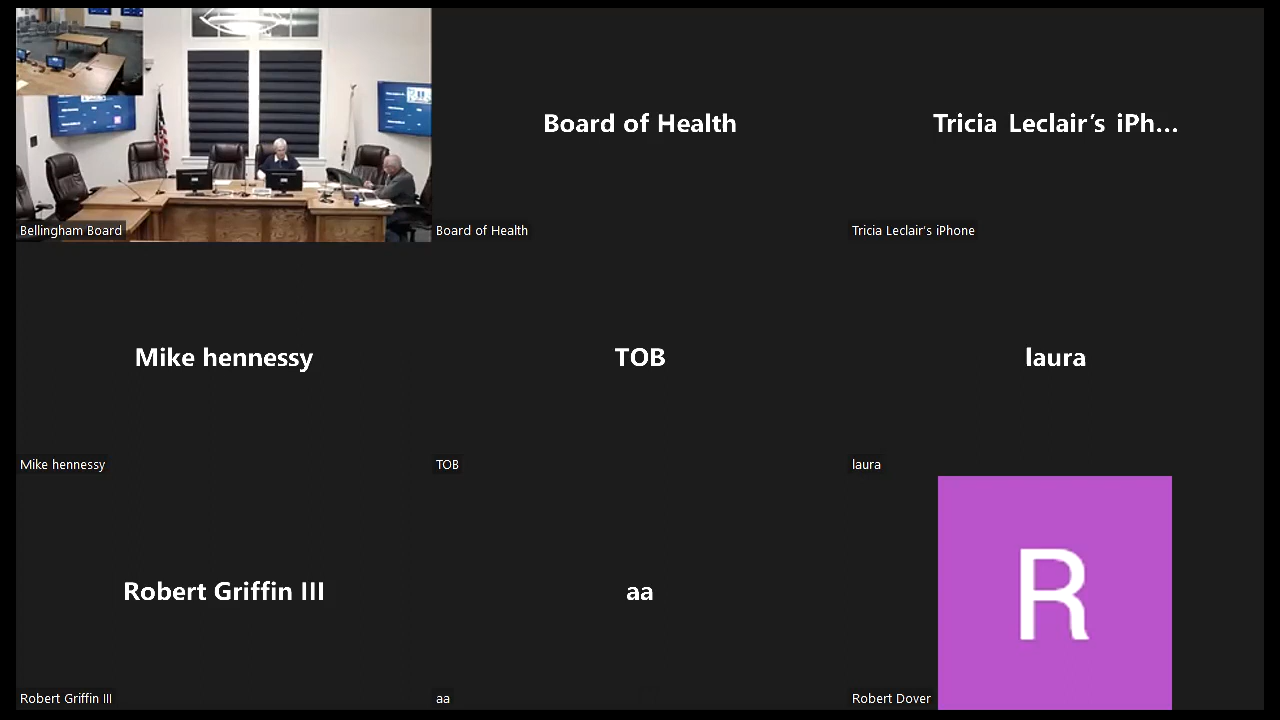 Bellingham Board
Board of Health
Board of Health
Tricia Leclair's iPh...
Tricia Leclair's iPhone
Mike hennessy
Mike hennessy
TOB
TOB
laura
laura
Robert Griffin III
Robert Griffin III
aa
aa
R
Robert Dover